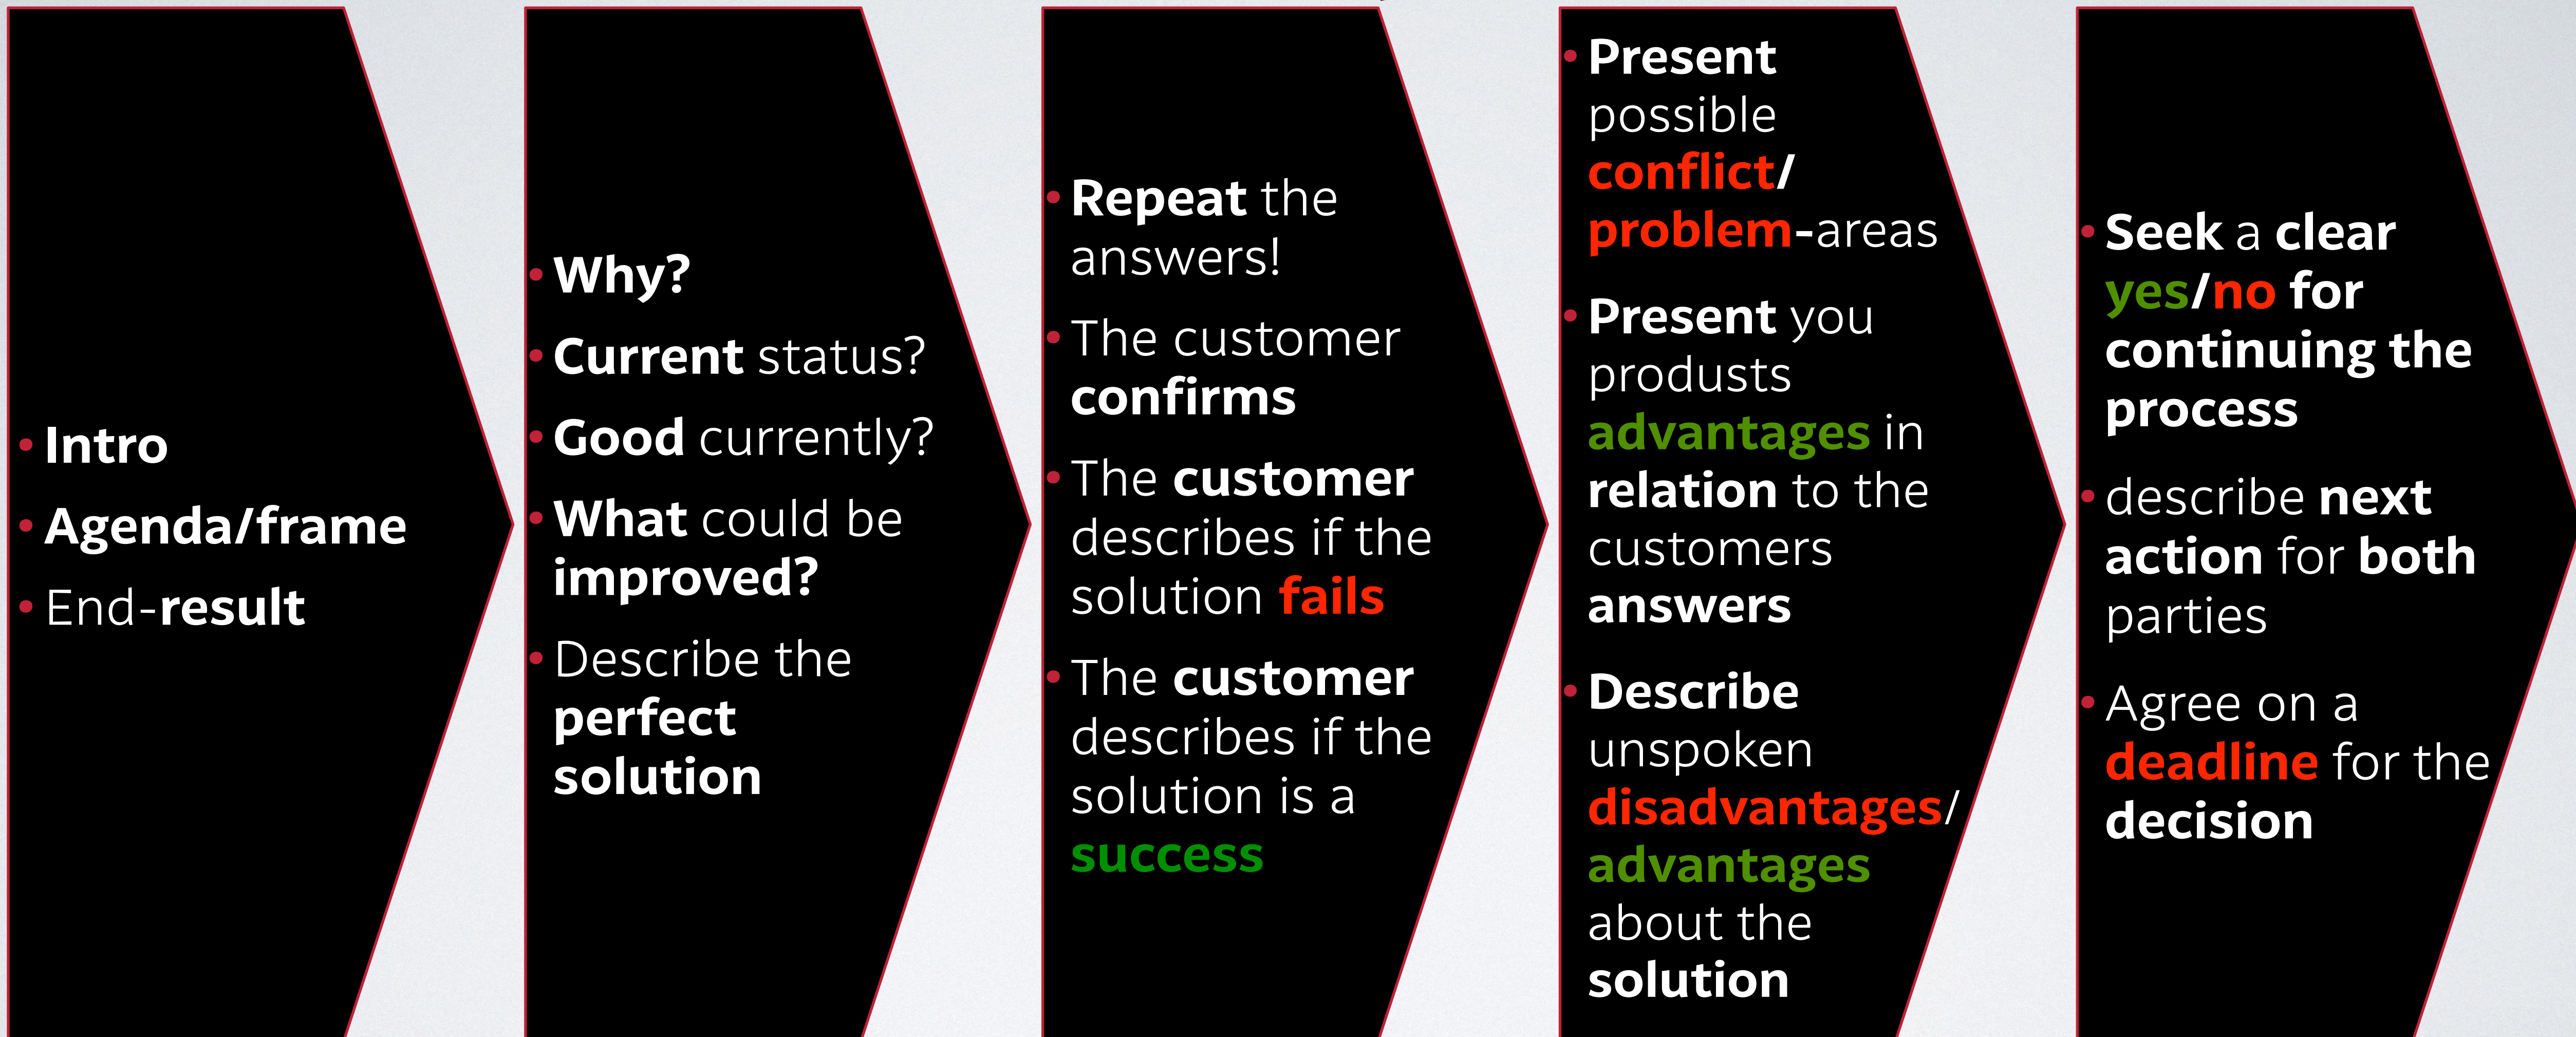 • Intro
• Agenda/frame
• End-result
• Why?
• Current status?
• Good currently?
• What could be
improved?
• Describe the
perfect
solution
• Repeat the
answers!
• The customer
confirms
• The customer
describes if the
solution fails
• The customer
describes if the
solution is a
success
• Present
possible
conflict/
problem-areas
• Present you
produsts
advantages in
relation to the
customers
answers
• Describe
unspoken
disadvantages/
advantages
about the
solution
• Seek a clear
yes/no for
continuing the
process
• describe next
action for both
parties
• Agree on a
deadline for the
decision